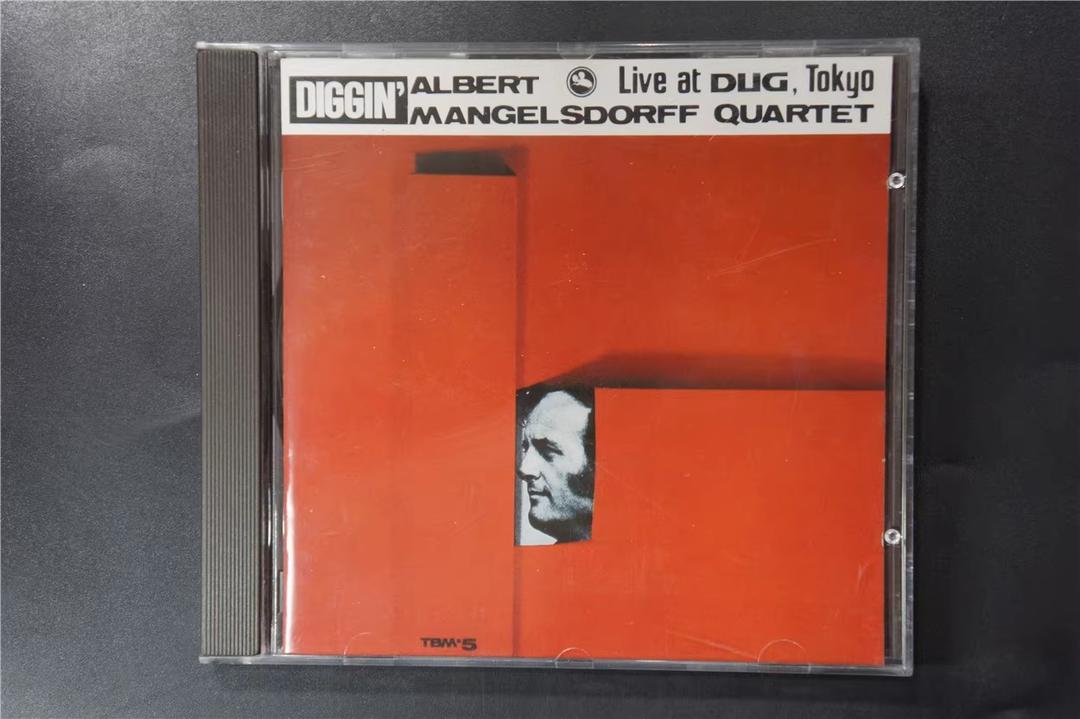 DIGGIN' ALBERT Live at DUG, Tokyo
MANGELSDORFF QUARTET
TBM•5